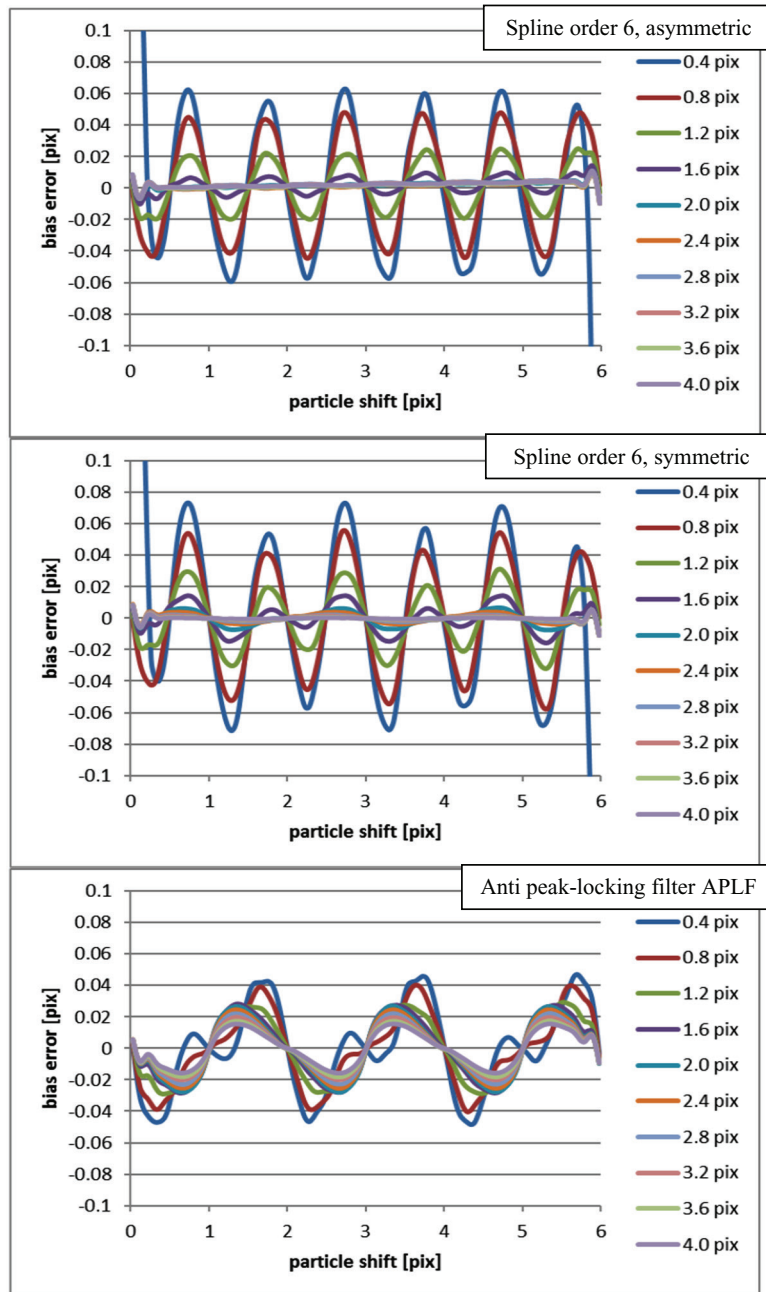 Spline order 6, asymmetric
0.1
0.08
0.06
0.04
0.02
0
-0.02
-0.04
-0.06
-0.08
-0.1
bias error [pix]
0 1 2 3 4 5 6
particle shift [pix]
0.4 pix
0.8 pix
1.2 pix
1.6 pix
2.0 pix
2.4 pix
2.8 pix
3.2 pix
3.6 pix
4.0 pix
Spline order 6, symmetric
0.1
0.08
0.06
0.04
0.02
0
-0.02
-0.04
-0.06
-0.08
-0.1
bias error [pix]
0 1 2 3 4 5 6
particle shift [pix]
0.4 pix
0.8 pix
1.2 pix
1.6 pix
2.0 pix
2.4 pix
2.8 pix
3.2 pix
3.6 pix
4.0 pix
Anti peak-locking filter APLF
0.1
0.08
0.06
0.04
0.02
0
-0.02
-0.04
-0.06
-0.08
-0.1
bias error [pix]
0 1 2 3 4 5 6
particle shift [pix]
0.4 pix
0.8 pix
1.2 pix
1.6 pix
2.0 pix
2.4 pix
2.8 pix
3.2 pix
3.6 pix
4.0 pix